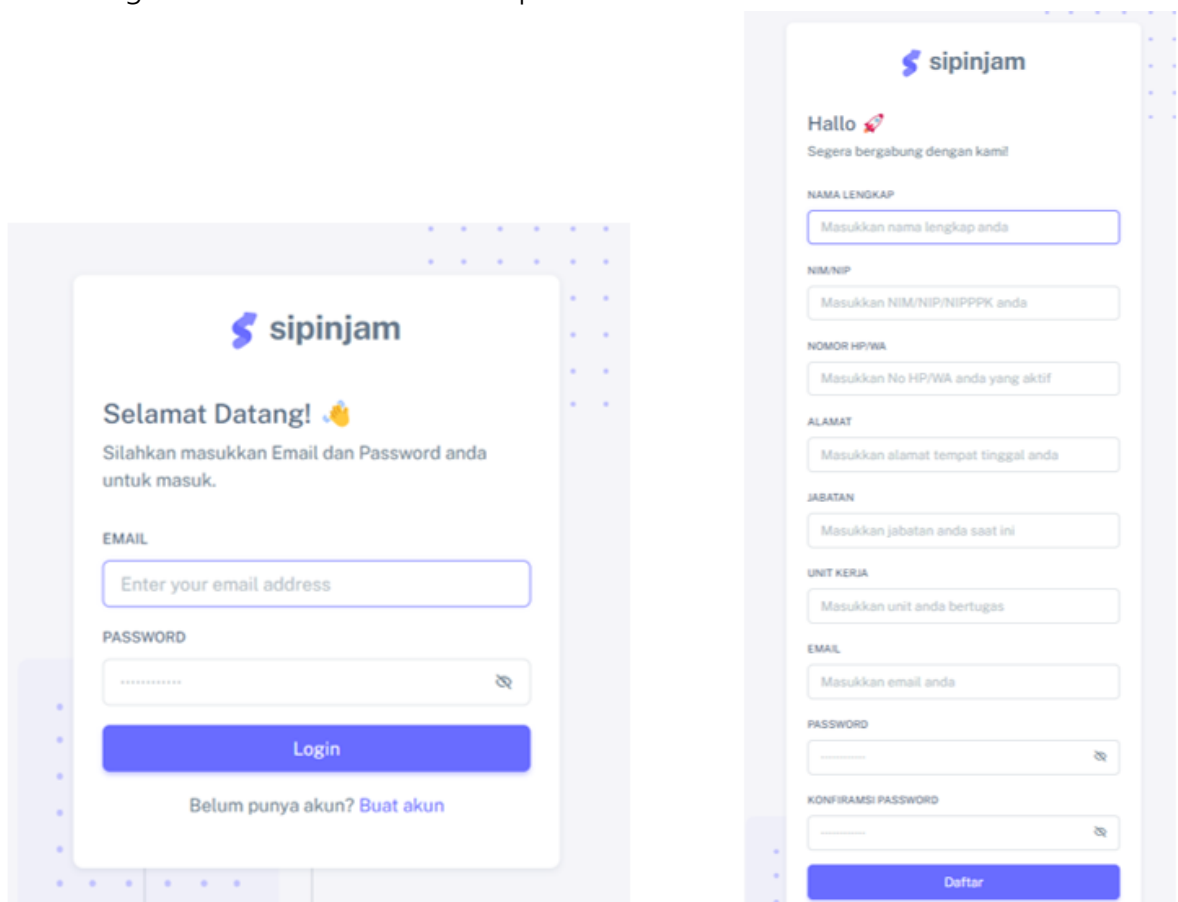 sipinjam
Selamat Datang! 👋
Silahkan masukkan Email dan Password anda
untuk masuk.
EMAIL
Enter your email address
PASSWORD
············
Login
Belum punya akun? Buat akun
sipinjam
Hallo 🚀
Segera bergabung dengan kami!
NAMA LENGKAP
Masukkan nama lengkap anda
NIM/NIP
Masukkan NIM/NIP/NIPPPK anda
NOMOR HP/WA
Masukkan No HP/WA anda yang aktif
ALAMAT
Masukkan alamat tempat tinggal anda
JABATAN
Masukkan jabatan anda saat ini
UNIT KERJA
Masukkan unit anda bertugas
EMAIL
Masukkan email anda
PASSWORD
············
KONFIRAMSI PASSWORD
············
Daftar